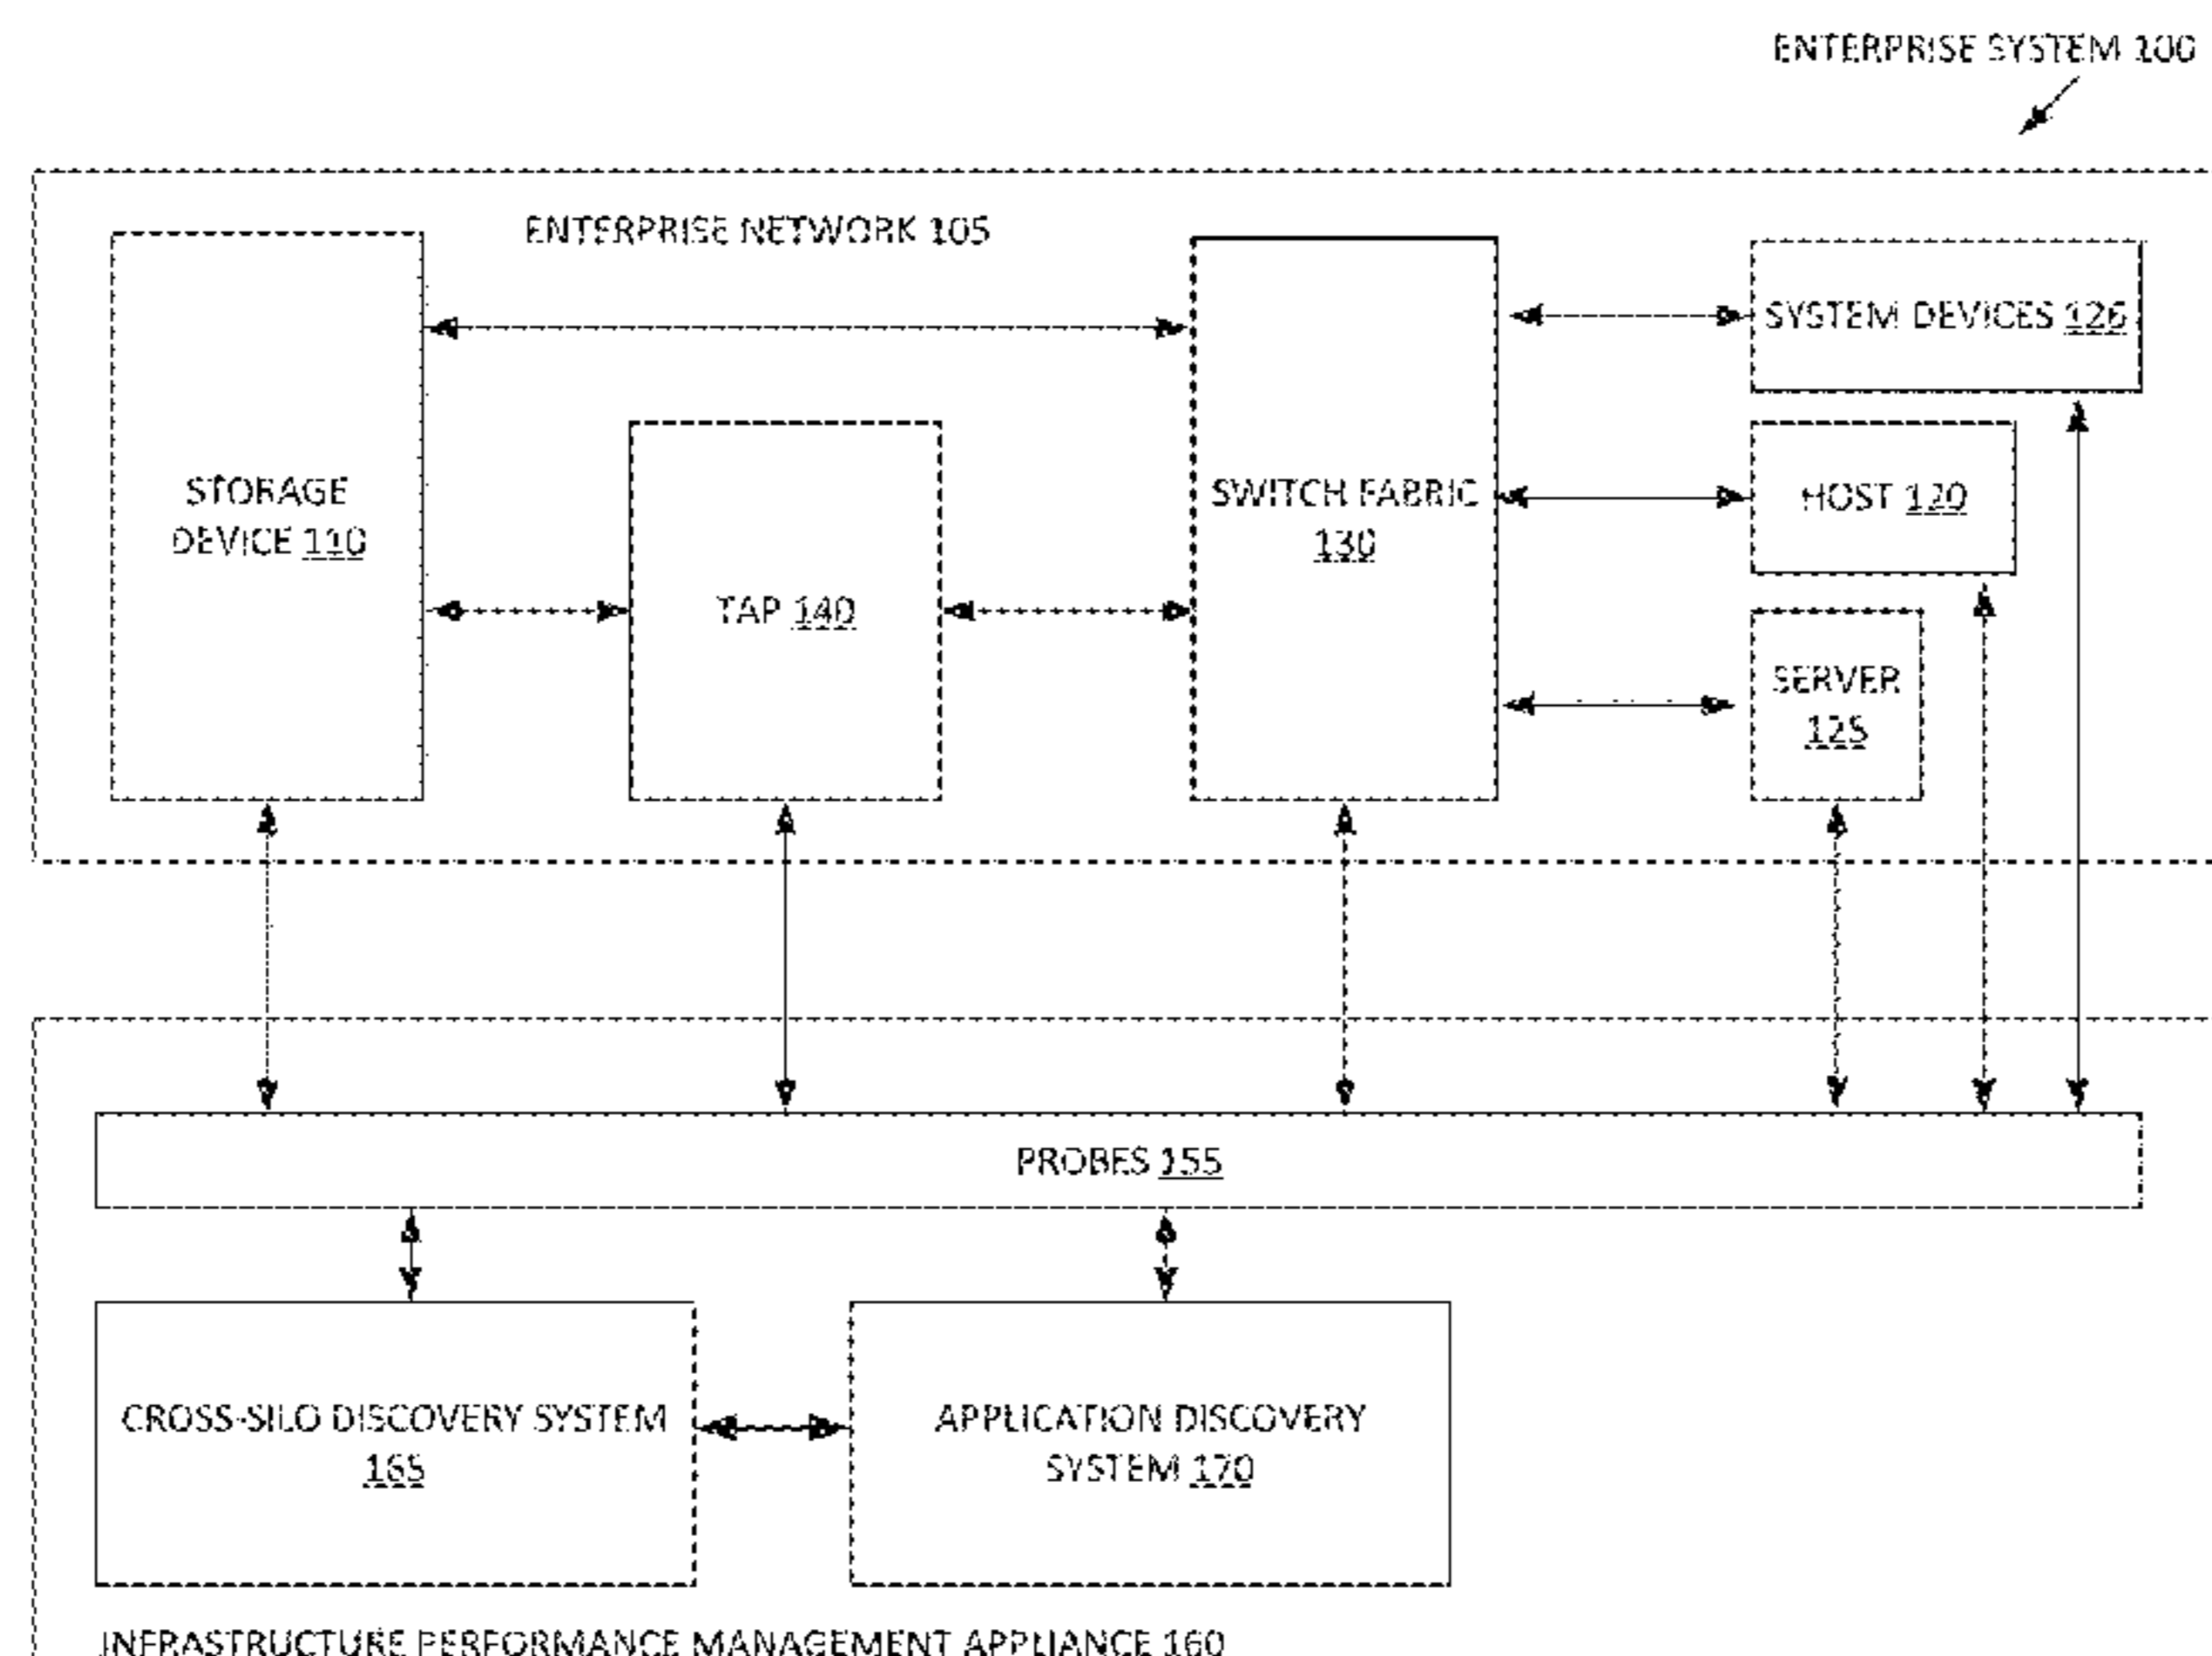 ENTERPRISE SYSTEM 100
ENTERPRISE NETWORK 105
STORAGE
DEVICE 110
TAP 140
SWITCH FABRIC
130
SYSTEM DEVICES 126
HOST 120
SERVER
125
PROBES 155
CROSS-SILO DISCOVERY SYSTEM
165
APPLICATION DISCOVERY
SYSTEM 170
INFRASTRUCTURE PERFORMANCE MANAGEMENT APPLIANCE 160